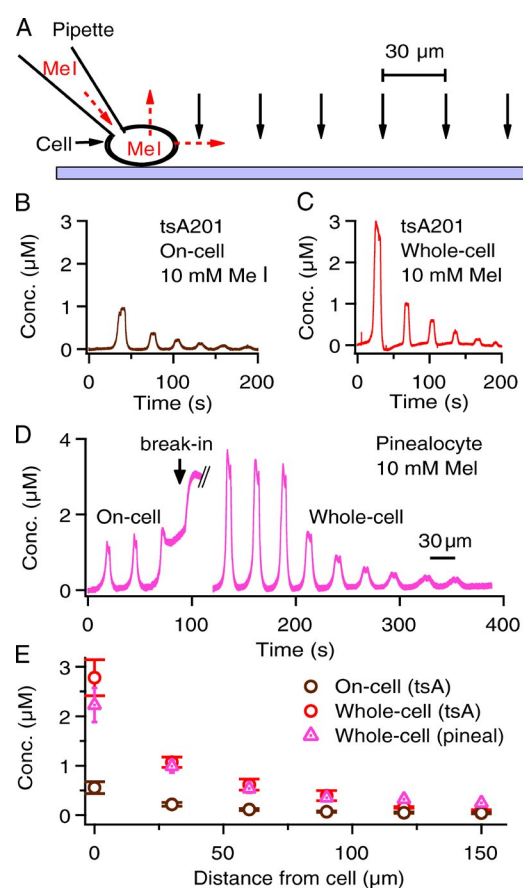 A
Pipette
MeI
30 µm
Cell
MeI
B
tsA201
On-cell
10 mM Me I
Conc. (µM)
3
2
1
0
0
100
200
Time (s)
C
tsA201
Whole-cell
10 mM MeI
Conc. (µM)
3
2
1
0
0
100
200
Time (s)
D
break-in
Pinealocyte
10 mM MeI
On-cell
Whole-cell
30 µm
Conc. (µM)
4
2
0
0
100
200
300
400
Time (s)
E
On-cell (tsA)
Whole-cell (tsA)
Whole-cell (pineal)
Conc. (µM)
3
2
1
0
0
50
100
150
Distance from cell (µm)